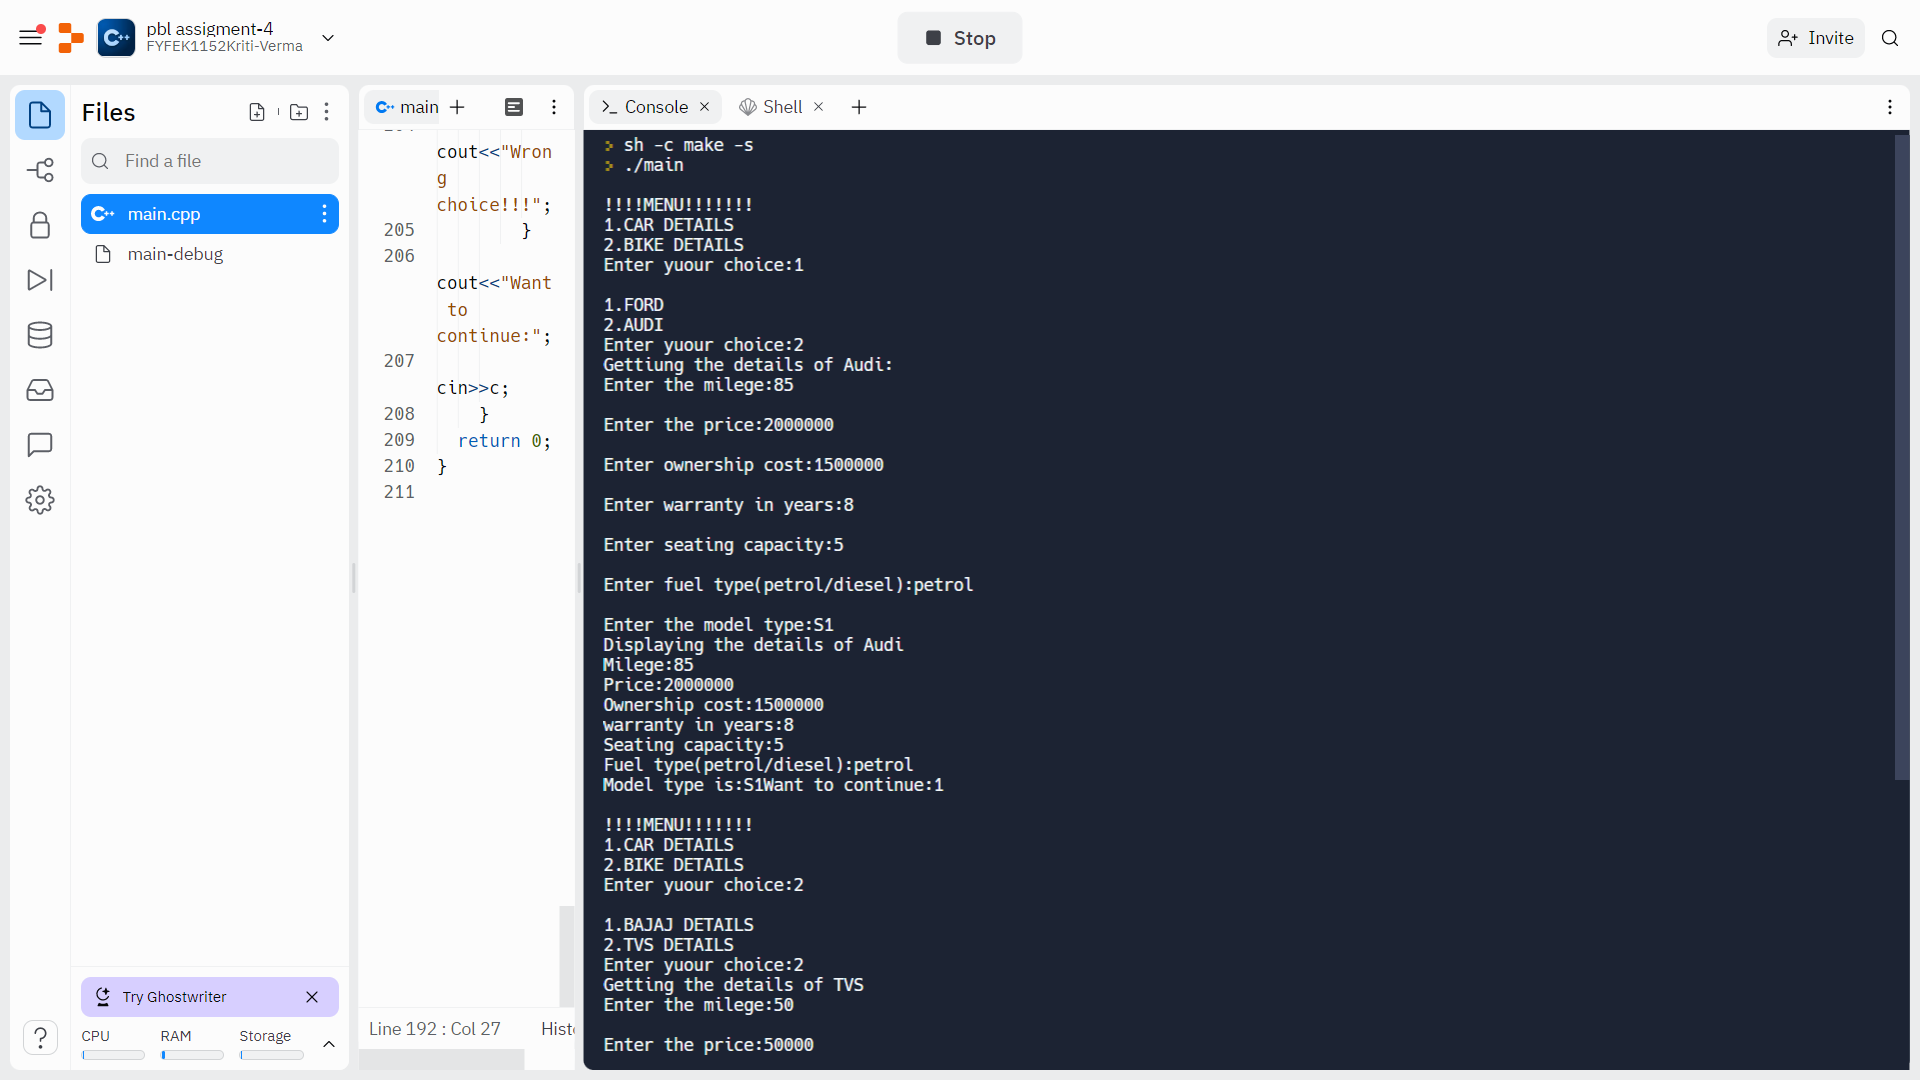 pbl assigment-4
FYFEK1152Kriti-Verma
Stop
Invite
Files
Find a file
main.cpp
main-debug
Try Ghostwriter
CPU RAM Storage
main
cout<<"Wron
g
choice!!!";
205 }
206
cout<<"Want
to
continue:";
207
cin>>c;
208 }
209 return 0;
210 }
211
Line 192 : Col 27
Console
Shell
sh -c make -s
./main
!!!!MENU!!!!!!!
1.CAR DETAILS
2.BIKE DETAILS
Enter yuour choice:1
1.FORD
2.AUDI
Enter yuour choice:2
Gettiung the details of Audi:
Enter the milege:85
Enter the price:2000000
Enter ownership cost:1500000
Enter warranty in years:8
Enter seating capacity:5
Enter fuel type(petrol/diesel):petrol
Enter the model type:S1
Displaying the details of Audi
Milege:85
Price:2000000
Ownership cost:1500000
warranty in years:8
Seating capacity:5
Fuel type(petrol/diesel):petrol
Model type is:S1Want to continue:1
!!!!MENU!!!!!!!
1.CAR DETAILS
2.BIKE DETAILS
Enter yuour choice:2
1.BAJAJ DETAILS
2.TVS DETAILS
Enter yuour choice:2
Getting the details of TVS
Enter the milege:50
Enter the price:50000